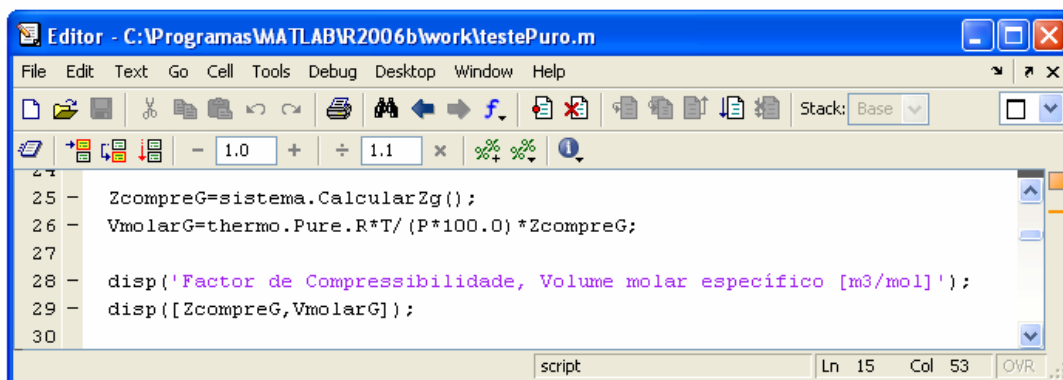 Editor - C:\Programas\MATLAB\R2006b\work\testePuro.m
File Edit Text Go Cell Tools Debug Desktop Window Help
Stack: Base
- 1.0 + ÷ 1.1 ×
24
25 - ZcompreG=sistema.CalcularZg();
26 - VmolarG=thermo.Pure.R*T/(P*100.0)*ZcompreG;
27
28 - disp('Factor de Compressibilidade, Volume molar específico [m3/mol]');
29 - disp([ZcompreG,VmolarG]);
30
script Ln 15 Col 53 OVR